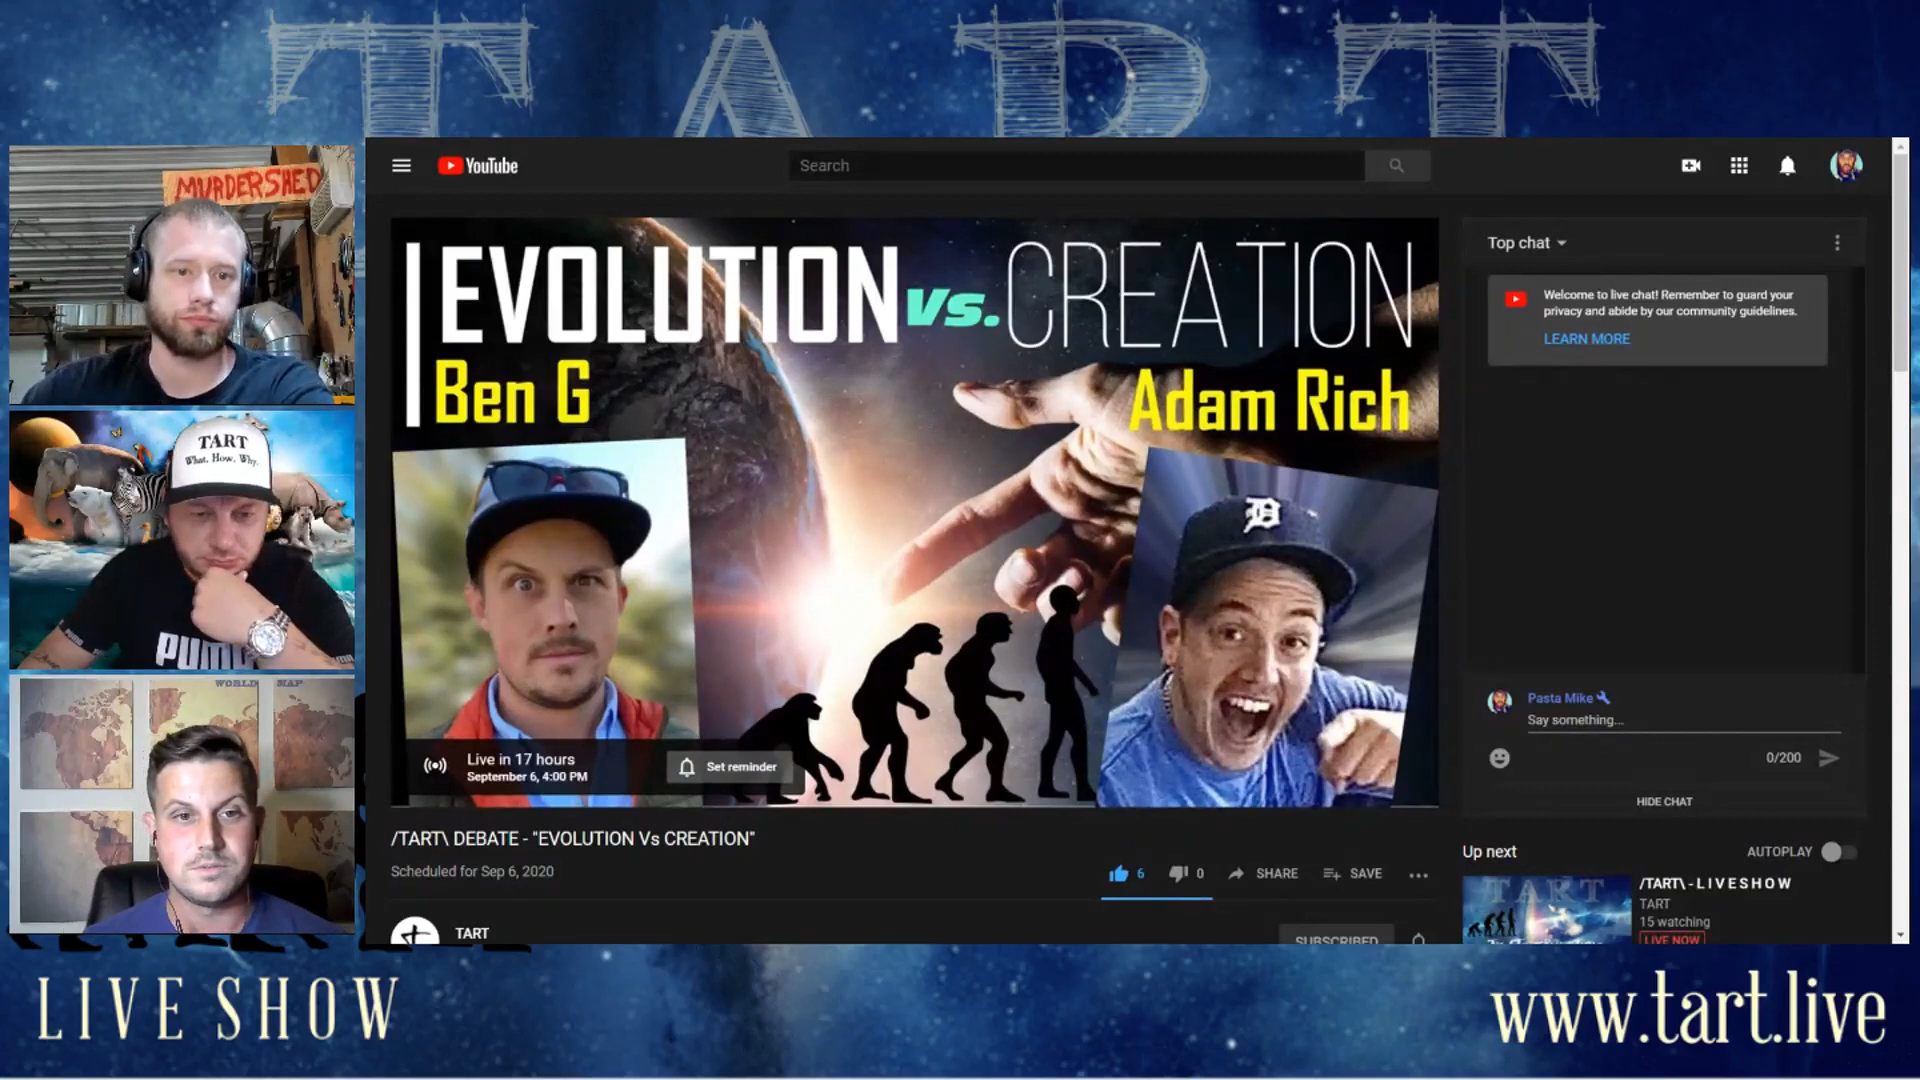 TART
MURDERSHED
TART
What. How. Why.
PUMA
WORLD MAP
YouTube
Search
EVOLUTION Vs. CREATION
Ben G
Adam Rich
D
Live in 17 hours
September 6, 4:00 PM
Set reminder
/TART\ DEBATE - "EVOLUTION Vs CREATION"
Scheduled for Sep 6, 2020
6
0
SHARE
SAVE
TART
SUBSCRIBED
Top chat
Welcome to live chat! Remember to guard your
privacy and abide by our community guidelines.
LEARN MORE
Pasta Mike
Say something...
0/200
HIDE CHAT
Up next
AUTOPLAY
TART
/TART\ - L I V E S H O W
TART
15 watching
LIVE NOW
LIVE SHOW
www.tart.live